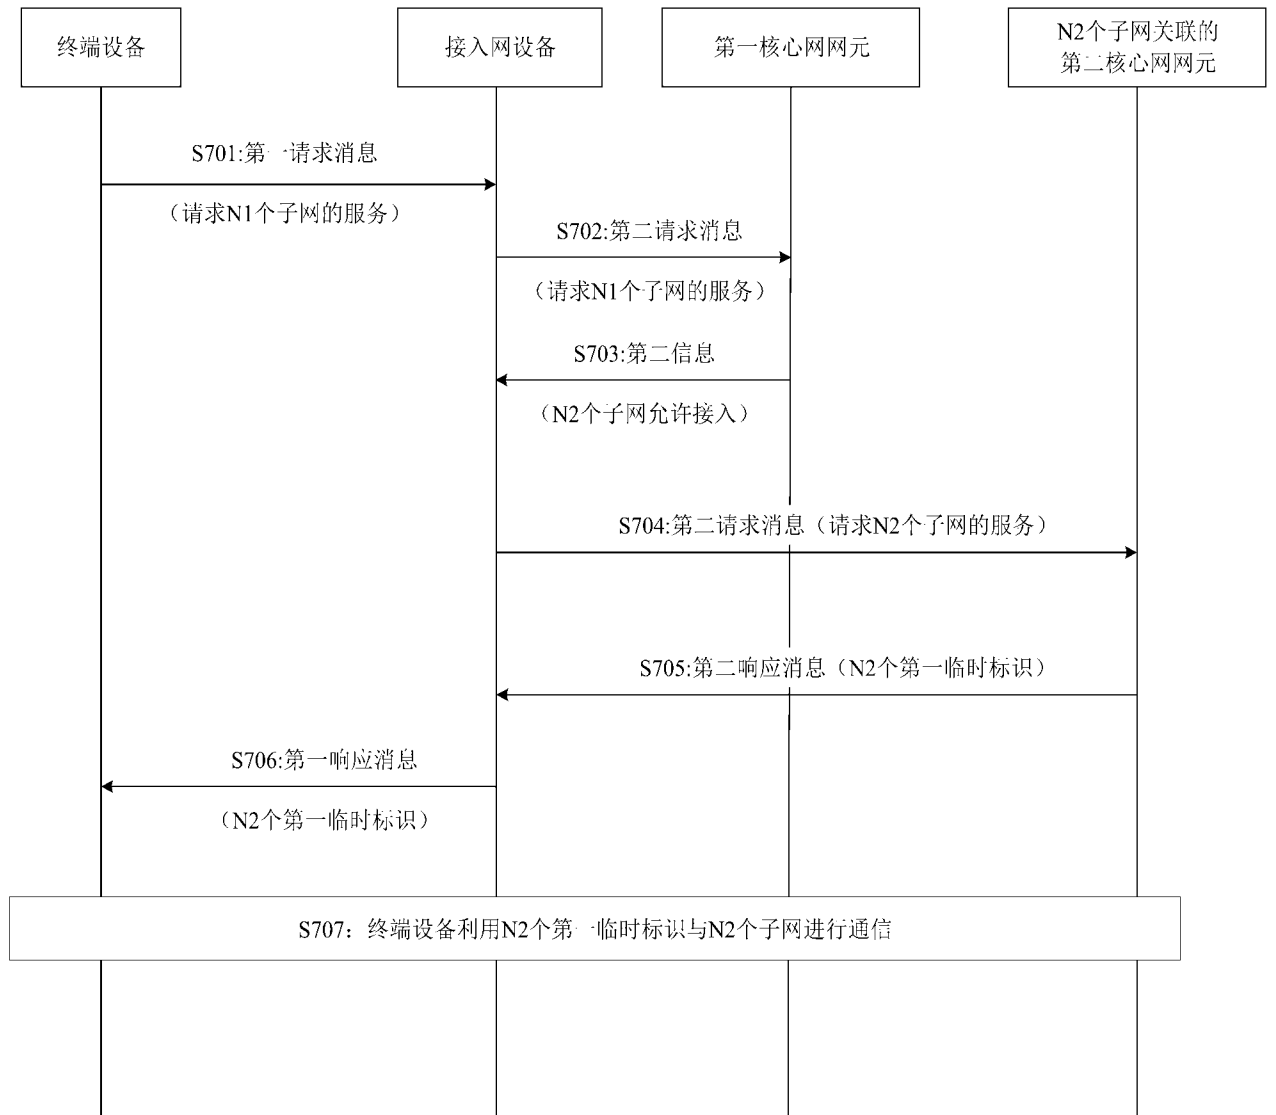 终端设备
接入网设备
第一核心网网元
N2个子网关联的
第二核心网网元
S701:第一请求消息
（请求N1个子网的服务）
S702:第二请求消息
（请求N1个子网的服务）
S703:第二信息
（N2个子网允许接入）
S704:第二请求消息（请求N2个子网的服务）
S705:第二响应消息（N2个第一临时标识）
S706:第一响应消息
（N2个第一临时标识）
S707：终端设备利用N2个第一临时标识与N2个子网进行通信